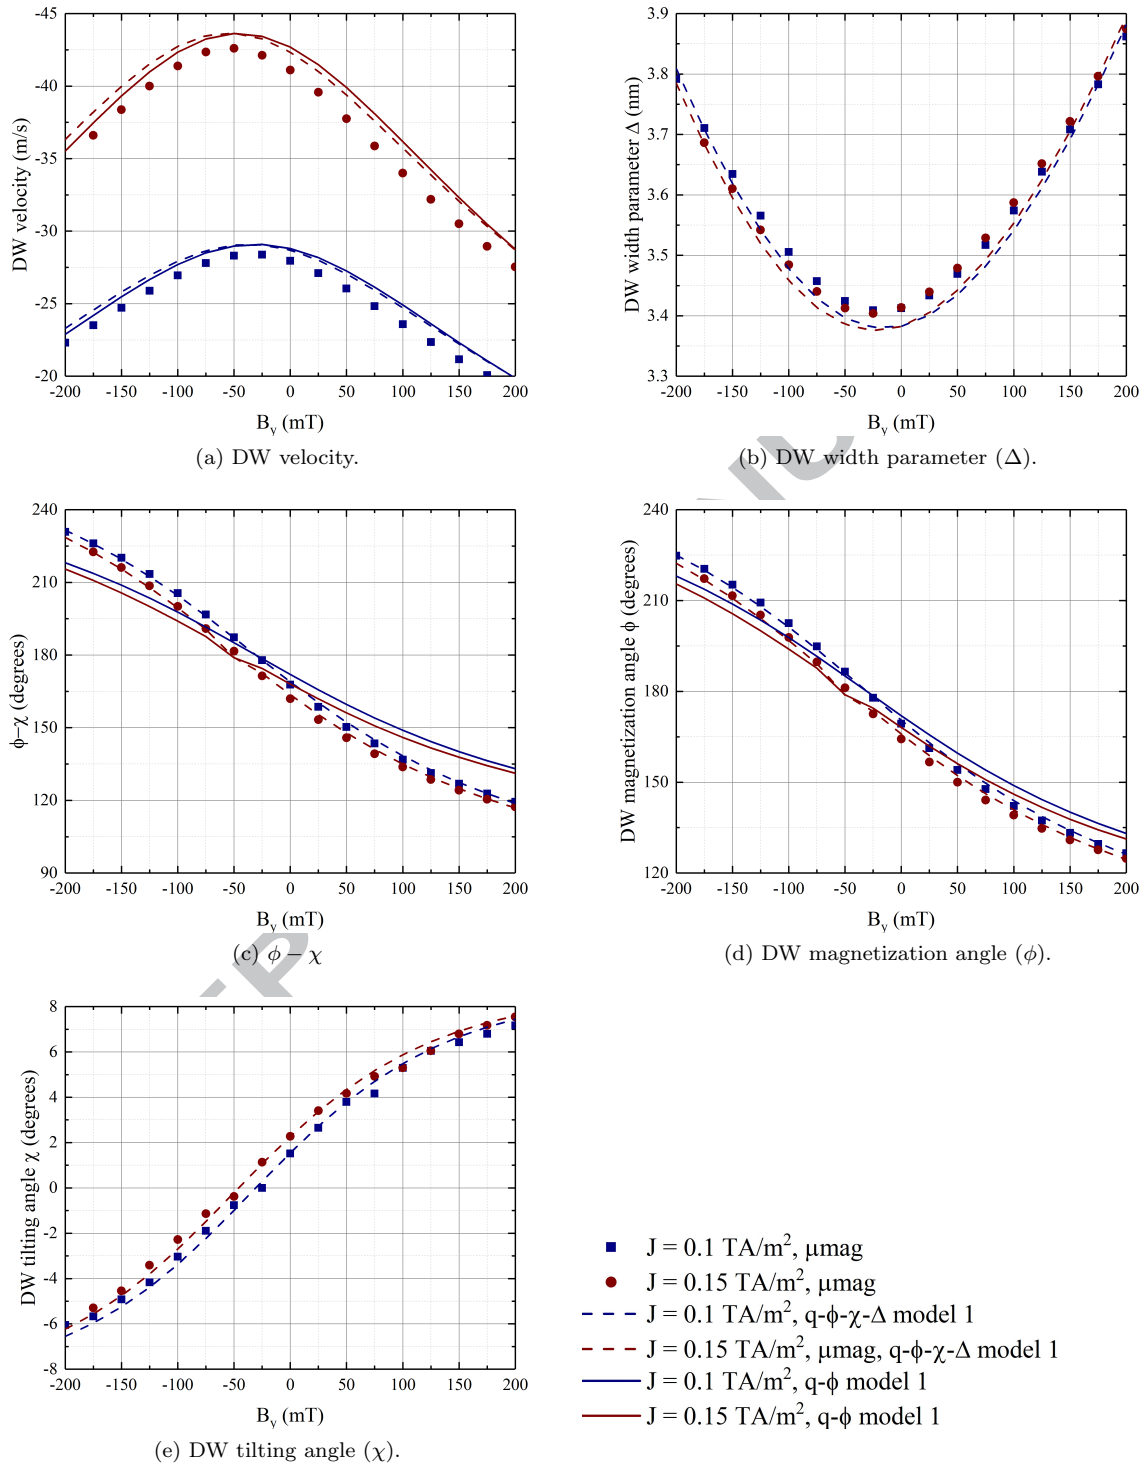 -45
-40
-35
-30
-25
-20
DW velocity (m/s)
-200 -150 -100 -50 0 50 100 150 200
B_y (mT)
(a) DW velocity.
3.9
3.8
3.7
3.6
3.5
3.4
3.3
DW width parameter Δ (nm)
-200 -150 -100 -50 0 50 100 150 200
B_y (mT)
(b) DW width parameter (Δ).
240
210
180
150
120
90
ϕ−χ (degrees)
-200 -150 -100 -50 0 50 100 150 200
B_y (mT)
(c) ϕ − χ
240
210
180
150
120
DW magnetization angle ϕ (degrees)
-200 -150 -100 -50 0 50 100 150 200
B_y (mT)
(d) DW magnetization angle (ϕ).
8
6
4
2
0
-2
-4
-6
-8
DW tilting angle χ (degrees)
-200 -150 -100 -50 0 50 100 150 200
B_y (mT)
(e) DW tilting angle (χ).
J = 0.1 TA/m², μmag
J = 0.15 TA/m², μmag
J = 0.1 TA/m², q-ϕ-χ-Δ model 1
J = 0.15 TA/m², μmag, q-ϕ-χ-Δ model 1
J = 0.1 TA/m², q-ϕ model 1
J = 0.15 TA/m², q-ϕ model 1